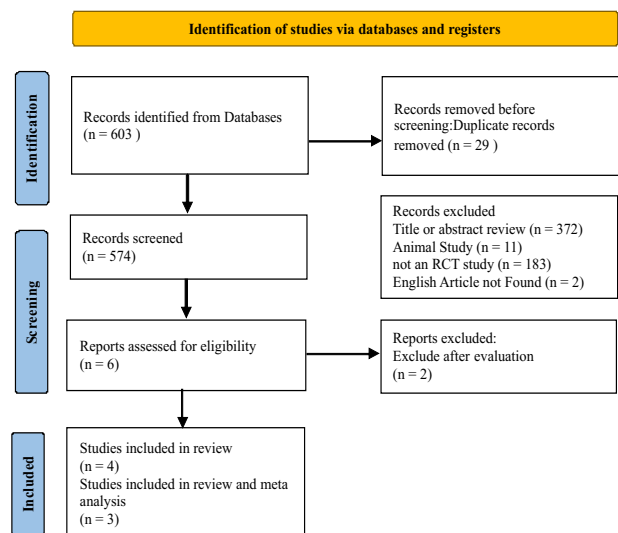 Identification of studies via databases and registers
Identification
Records identified from Databases
(n = 603 )
Records removed before
screening:Duplicate records
removed (n = 29 )
Screening
Records screened
(n = 574)
Records excluded
Title or abstract review (n = 372)
Animal Study (n = 11)
not an RCT study (n = 183)
English Article not Found (n = 2)
Reports assessed for eligibility
(n = 6)
Reports excluded:
Exclude after evaluation
(n = 2)
Included
Studies included in review
(n = 4)
Studies included in review and meta
analysis
(n = 3)